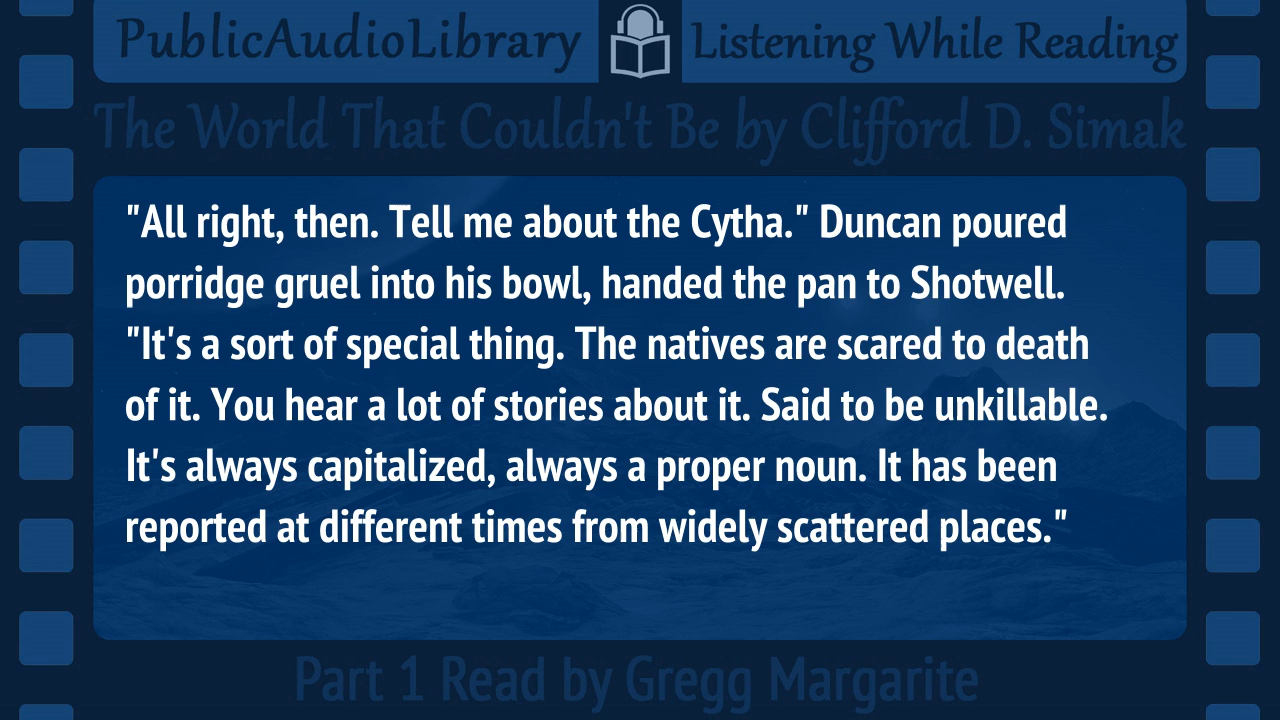 PublicAudioLibrary
Listening While Reading
The World That Couldn't Be by Clifford D. Simak
"All right, then. Tell me about the Cytha." Duncan poured
porridge gruel into his bowl, handed the pan to Shotwell.
"It's a sort of special thing. The natives are scared to death
of it. You hear a lot of stories about it. Said to be unkillable.
It's always capitalized, always a proper noun. It has been
reported at different times from widely scattered places."
Part 1 Read by Gregg Margarite